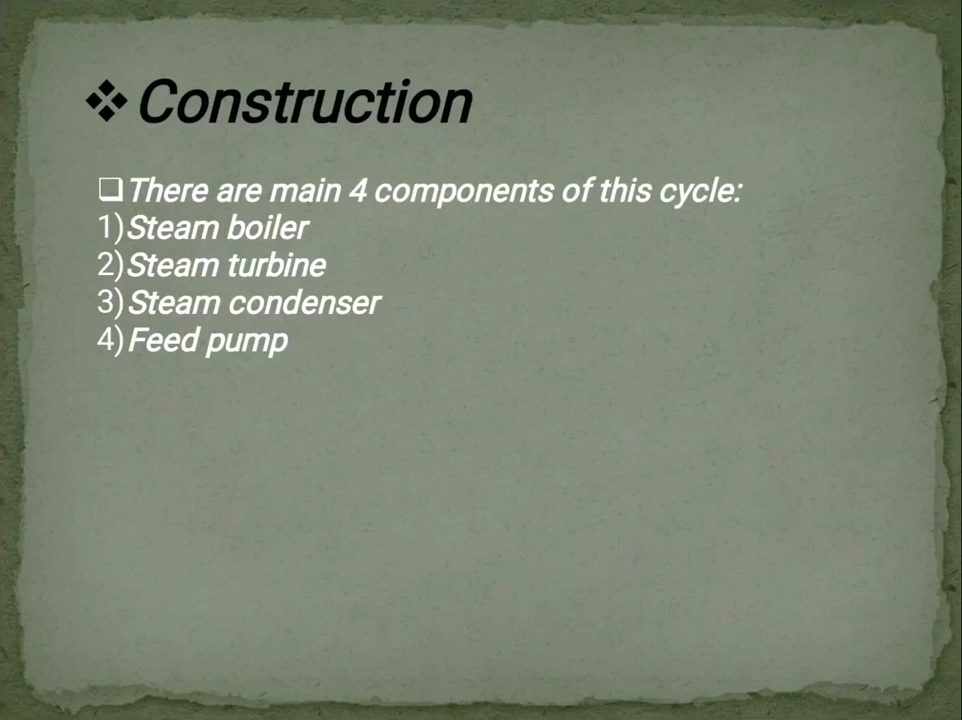 ❖ Construction
❑There are main 4 components of this cycle:
1)Steam boiler
2)Steam turbine
3)Steam condenser
4)Feed pump